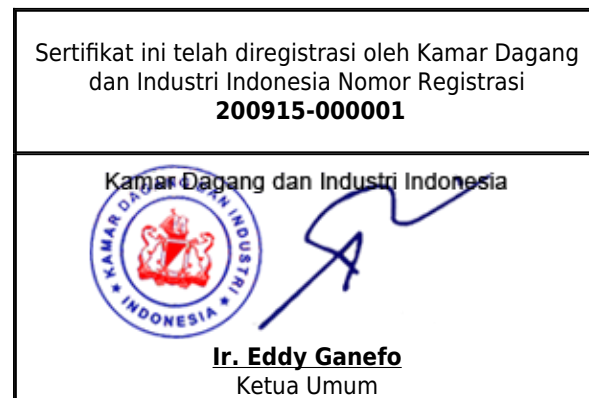 Sertifikat ini telah diregistrasi oleh Kamar Dagang
dan Industri Indonesia Nomor Registrasi
200915-000001
Kamar Dagang dan Industri Indonesia
KAMAR DAGANG DAN INDUSTRI
INDONESIA
Ir. Eddy Ganefo
Ketua Umum